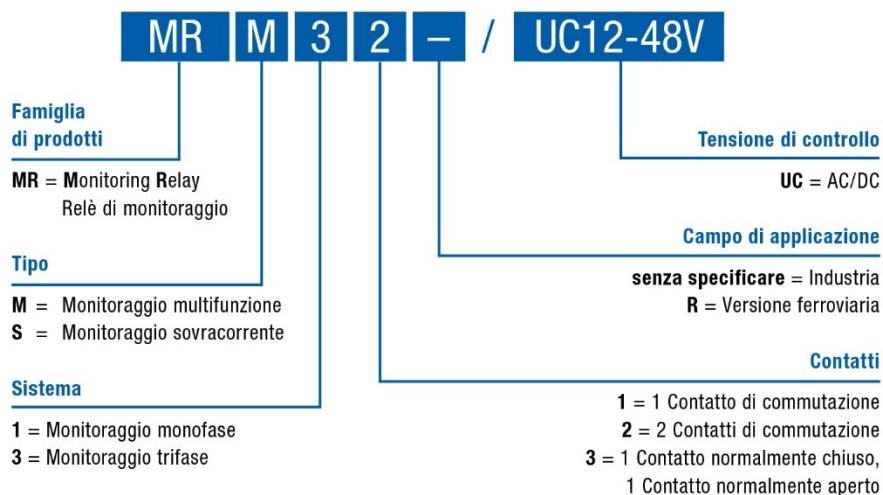 MR M 3 2 – / UC12-48V
Famiglia
di prodotti
MR = Monitoring Relay
Relè di monitoraggio
Tipo
M = Monitoraggio multifunzione
S = Monitoraggio sovracorrente
Sistema
1 = Monitoraggio monofase
3 = Monitoraggio trifase
Tensione di controllo
UC = AC/DC
Campo di applicazione
senza specificare = Industria
R = Versione ferroviaria
Contatti
1 = 1 Contatto di commutazione
2 = 2 Contatti di commutazione
3 = 1 Contatto normalmente chiuso,
1 Contatto normalmente aperto